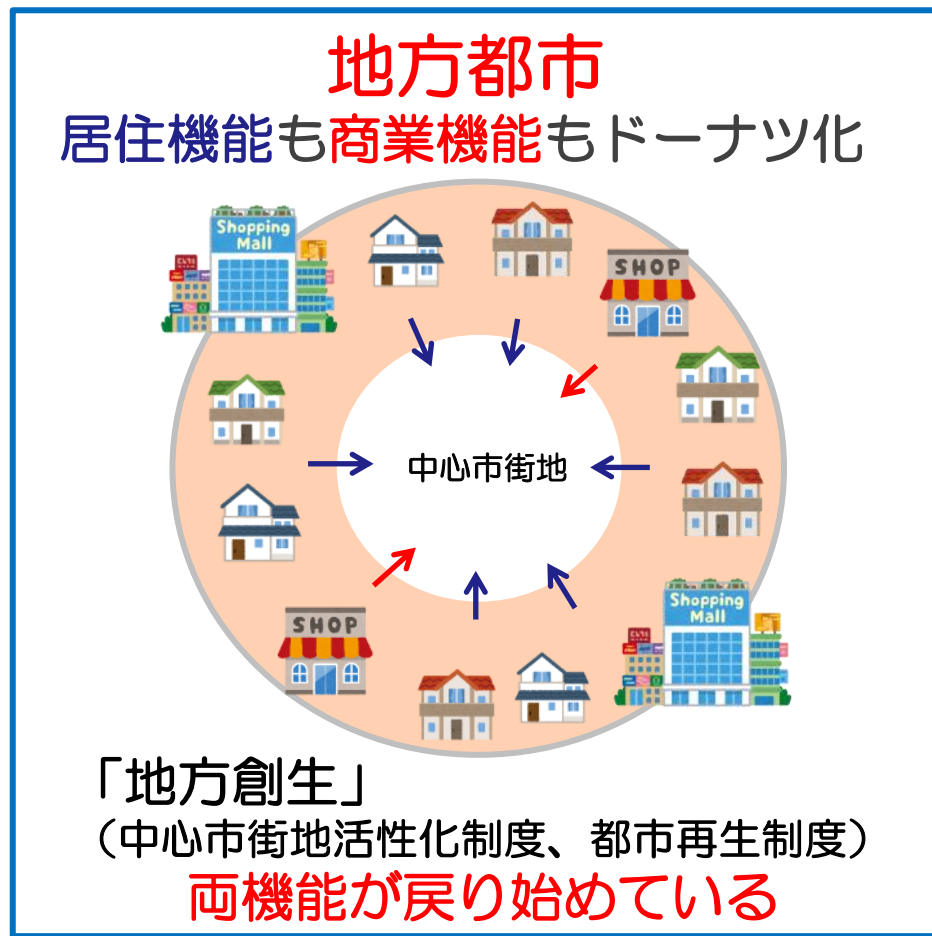 地方都市
居住機能も商業機能もドーナツ化
Shopping
Mall
SHOP
中心市街地
SHOP
Shopping
Mall
「地方創生」
（中心市街地活性化制度、都市再生制度）
両機能が戻り始めている